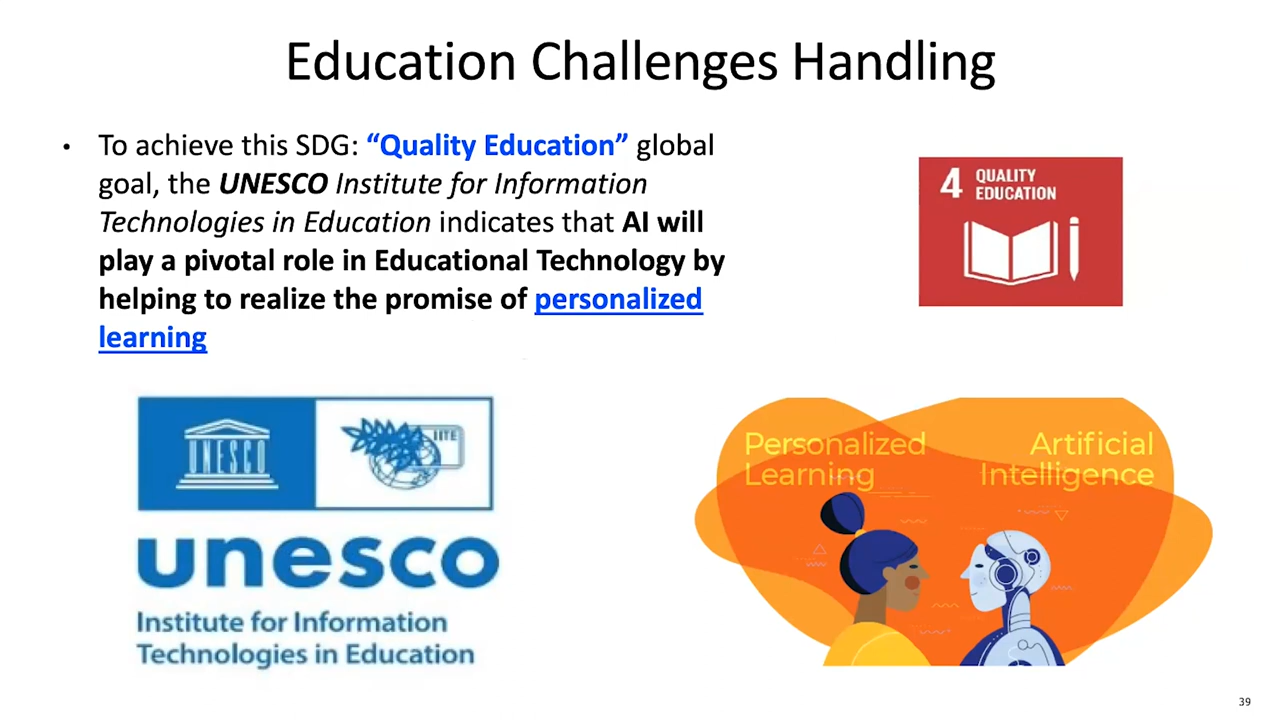 Education Challenges Handling
• To achieve this SDG: “Quality Education” global
goal, the UNESCO Institute for Information
Technologies in Education indicates that AI will
play a pivotal role in Educational Technology by
helping to realize the promise of personalized
learning
4 QUALITY
EDUCATION
UNESCO
IITE
unesco
Institute for Information
Technologies in Education
Personalized
Learning
Artificial
Intelligence
39